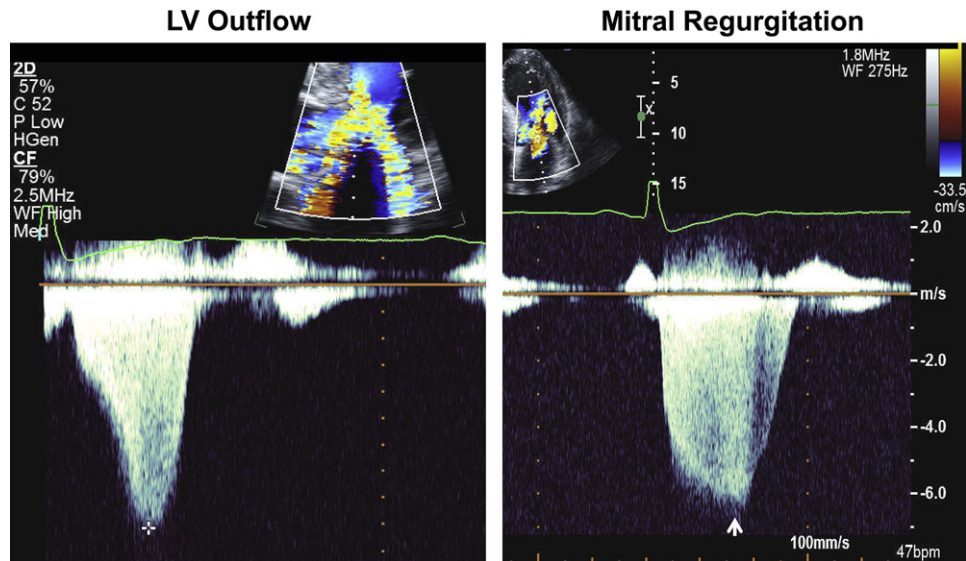 LV Outflow
Mitral Regurgitation
2D
57%
C 52
P Low
HGen
CF
79%
2.5MHz
WF High
Med
1.8MHz
WF 275Hz
5
χ
10
15
-33.5
cm/s
2.0
m/s
-2.0
-4.0
-6.0
100mm/s
47bpm